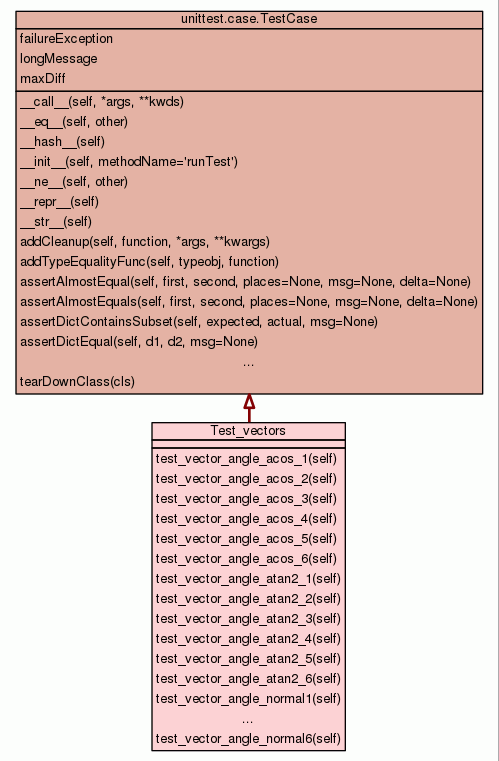 unittest.case.TestCase
failureException
longMessage
maxDiff
__call__(self, *args, **kwds)
__eq__(self, other)
__hash__(self)
__init__(self, methodName='runTest')
__ne__(self, other)
__repr__(self)
__str__(self)
addCleanup(self, function, *args, **kwargs)
addTypeEqualityFunc(self, typeobj, function)
assertAlmostEqual(self, first, second, places=None, msg=None, delta=None)
assertAlmostEquals(self, first, second, places=None, msg=None, delta=None)
assertDictContainsSubset(self, expected, actual, msg=None)
assertDictEqual(self, d1, d2, msg=None)
...
tearDownClass(cls)
Test_vectors
test_vector_angle_acos_1(self)
test_vector_angle_acos_2(self)
test_vector_angle_acos_3(self)
test_vector_angle_acos_4(self)
test_vector_angle_acos_5(self)
test_vector_angle_acos_6(self)
test_vector_angle_atan2_1(self)
test_vector_angle_atan2_2(self)
test_vector_angle_atan2_3(self)
test_vector_angle_atan2_4(self)
test_vector_angle_atan2_5(self)
test_vector_angle_atan2_6(self)
test_vector_angle_normal1(self)
...
test_vector_angle_normal6(self)